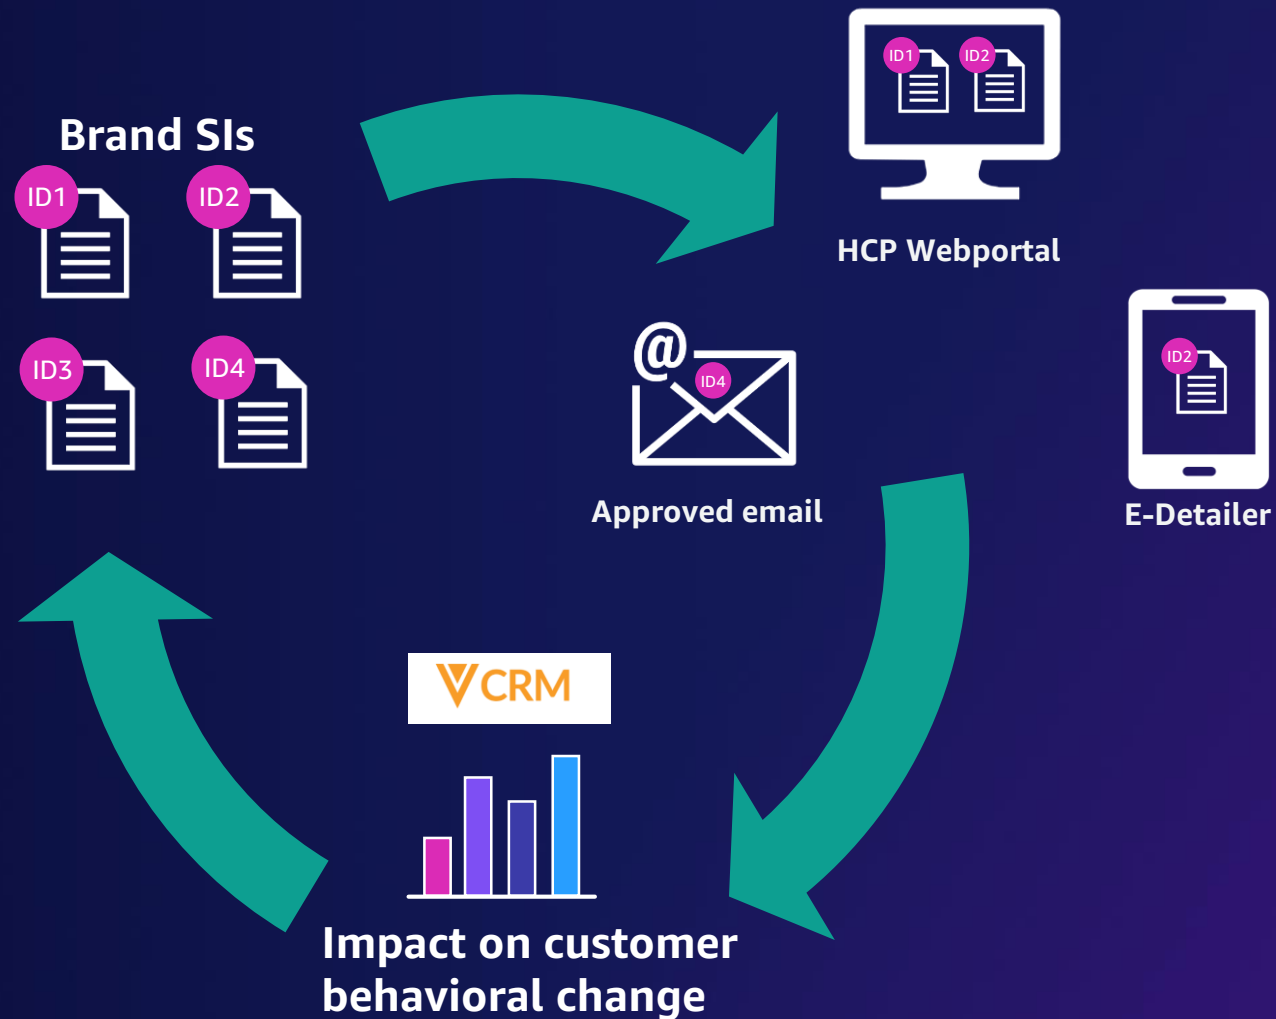 Brand SIs
ID1
ID2
ID3
ID4
ID1
ID2
HCP Webportal
@
ID4
Approved email
ID2
E-Detailer
VCRM
Impact on customer
behavioral change